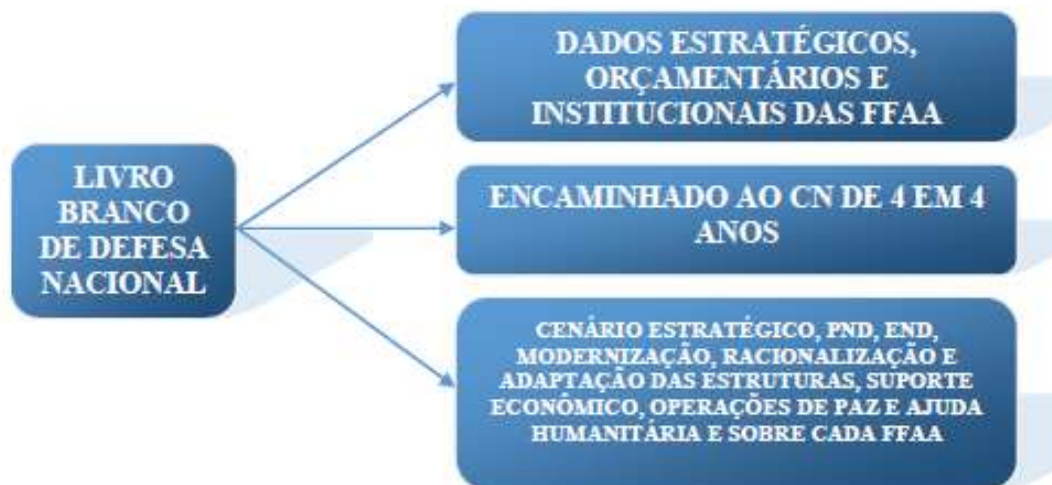 LIVRO
BRANCO
DE DEFESA
NACIONAL
DADOS ESTRATÉGICOS,
ORÇAMENTÁRIOS E
INSTITUCIONAIS DAS FFAA
ENCAMINHADO AO CN DE 4 EM 4
ANOS
CENÁRIO ESTRATÉGICO, PND, END,
MODERNIZAÇÃO, RACIONALIZAÇÃO E
ADAPTAÇÃO DAS ESTRUTURAS, SUPORTE
ECONÔMICO, OPERAÇÕES DE PAZ E AJUDA
HUMANITÁRIA E SOBRE CADA FFAA